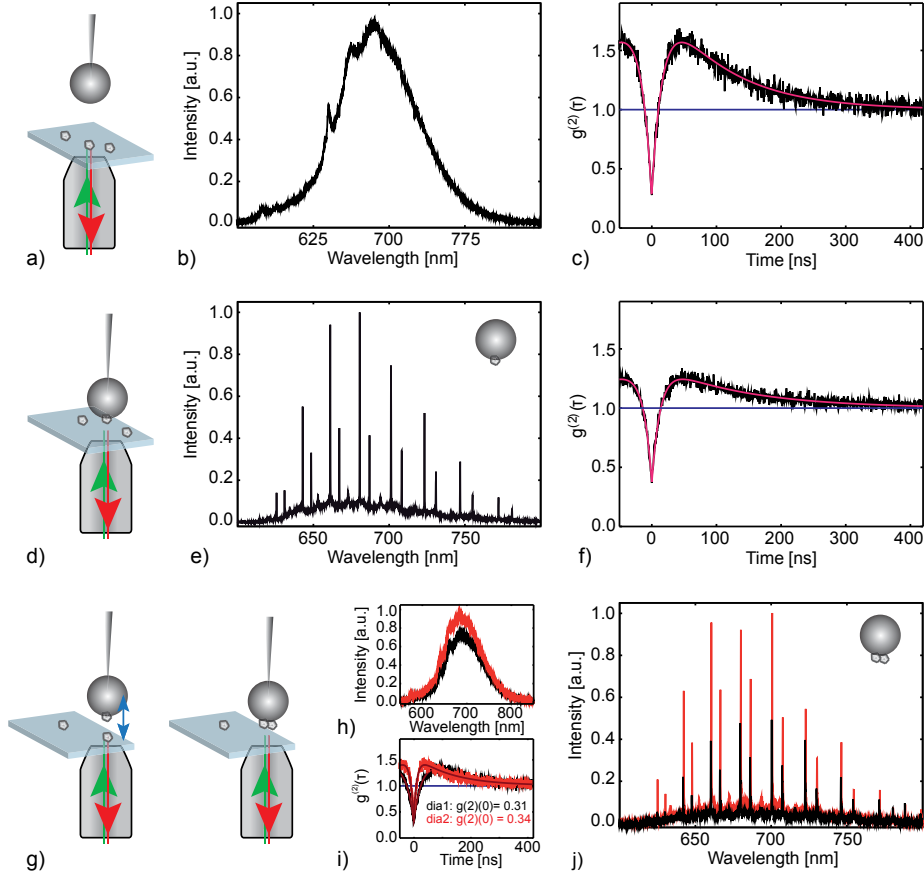 1.0
0.8
0.6
0.4
0.2
0.0
Intensity [a.u.]
625 700 775
Wavelength [nm]
a)
b)
1.5
1.0
1.5
0.0
g(2)(τ)
0 100 200 300 400
Time [ns]
c)
1.0
0.8
0.6
0.4
0.2
0.0
Intensity [a.u.]
650 700 750
Wavelength [nm]
d)
e)
1.5
1.0
0.5
0.0
g(2)(τ)
0 100 200 300 400
Time [ns]
f)
1.0
0.8
0.6
0.4
0.2
0.0
Intensity [a.u.]
600 700 800
Wavelength [nm]
h)
1.5
1.0
0.5
0.0
g(2)(τ)
dia1: g(2)(0)= 0.31
dia2: g(2)(0) = 0.34
0 100 200 300 400
Time [ns]
g)
i)
1.0
0.8
0.6
0.4
0.2
0.0
Intensity [a.u.]
650 700 750
Wavelength [nm]
j)